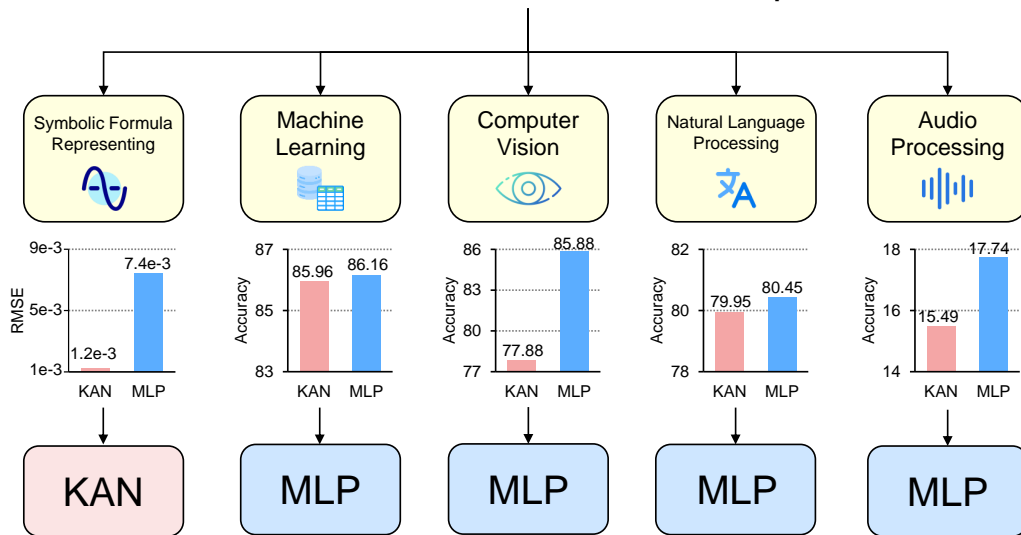 Symbolic Formula
Representing
Machine
Learning
Computer
Vision
Natural Language
Processing
Audio
Processing
RMSE
9e-3
5e-3
1e-3
7.4e-3
1.2e-3
KAN MLP
Accuracy
87
85
83
85.96
86.16
KAN MLP
Accuracy
86
83
80
77
85.88
77.88
KAN MLP
Accuracy
82
80
78
79.95
80.45
KAN MLP
Accuracy
18
16
14
17.74
15.49
KAN MLP
KAN
MLP
MLP
MLP
MLP